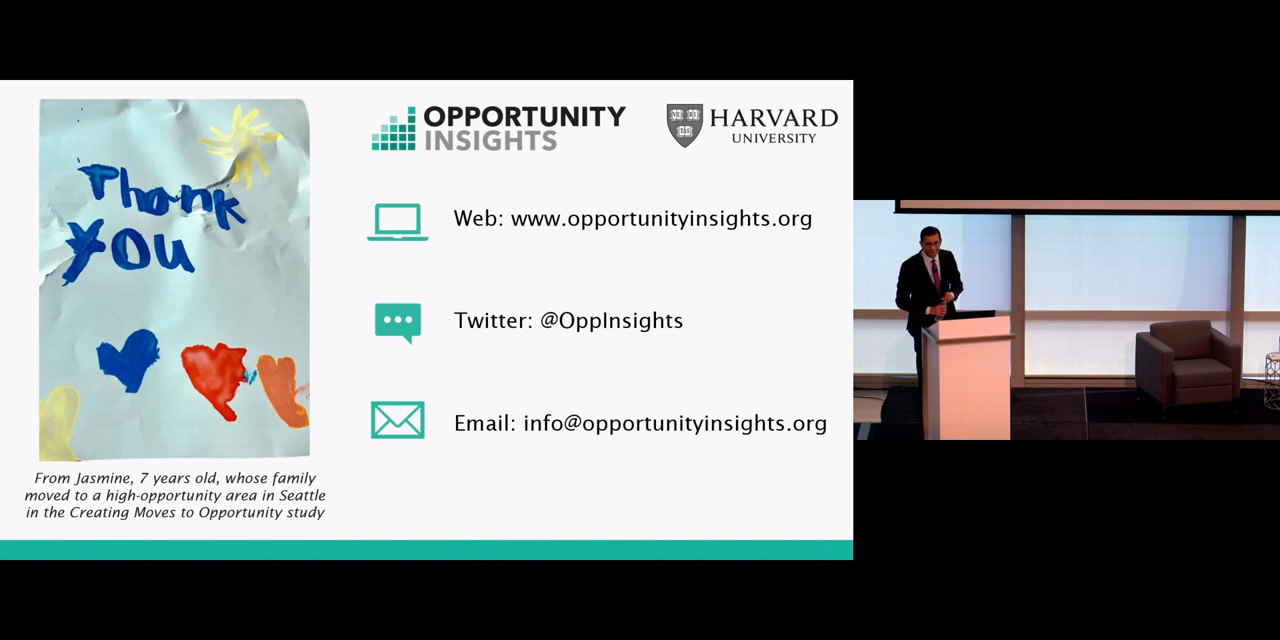 Thank
You
From Jasmine, 7 years old, whose family
moved to a high-opportunity area in Seattle
in the Creating Moves to Opportunity study
OPPORTUNITY
INSIGHTS
HARVARD
UNIVERSITY
Web: www.opportunityinsights.org
Twitter: @OppInsights
Email: info@opportunityinsights.org